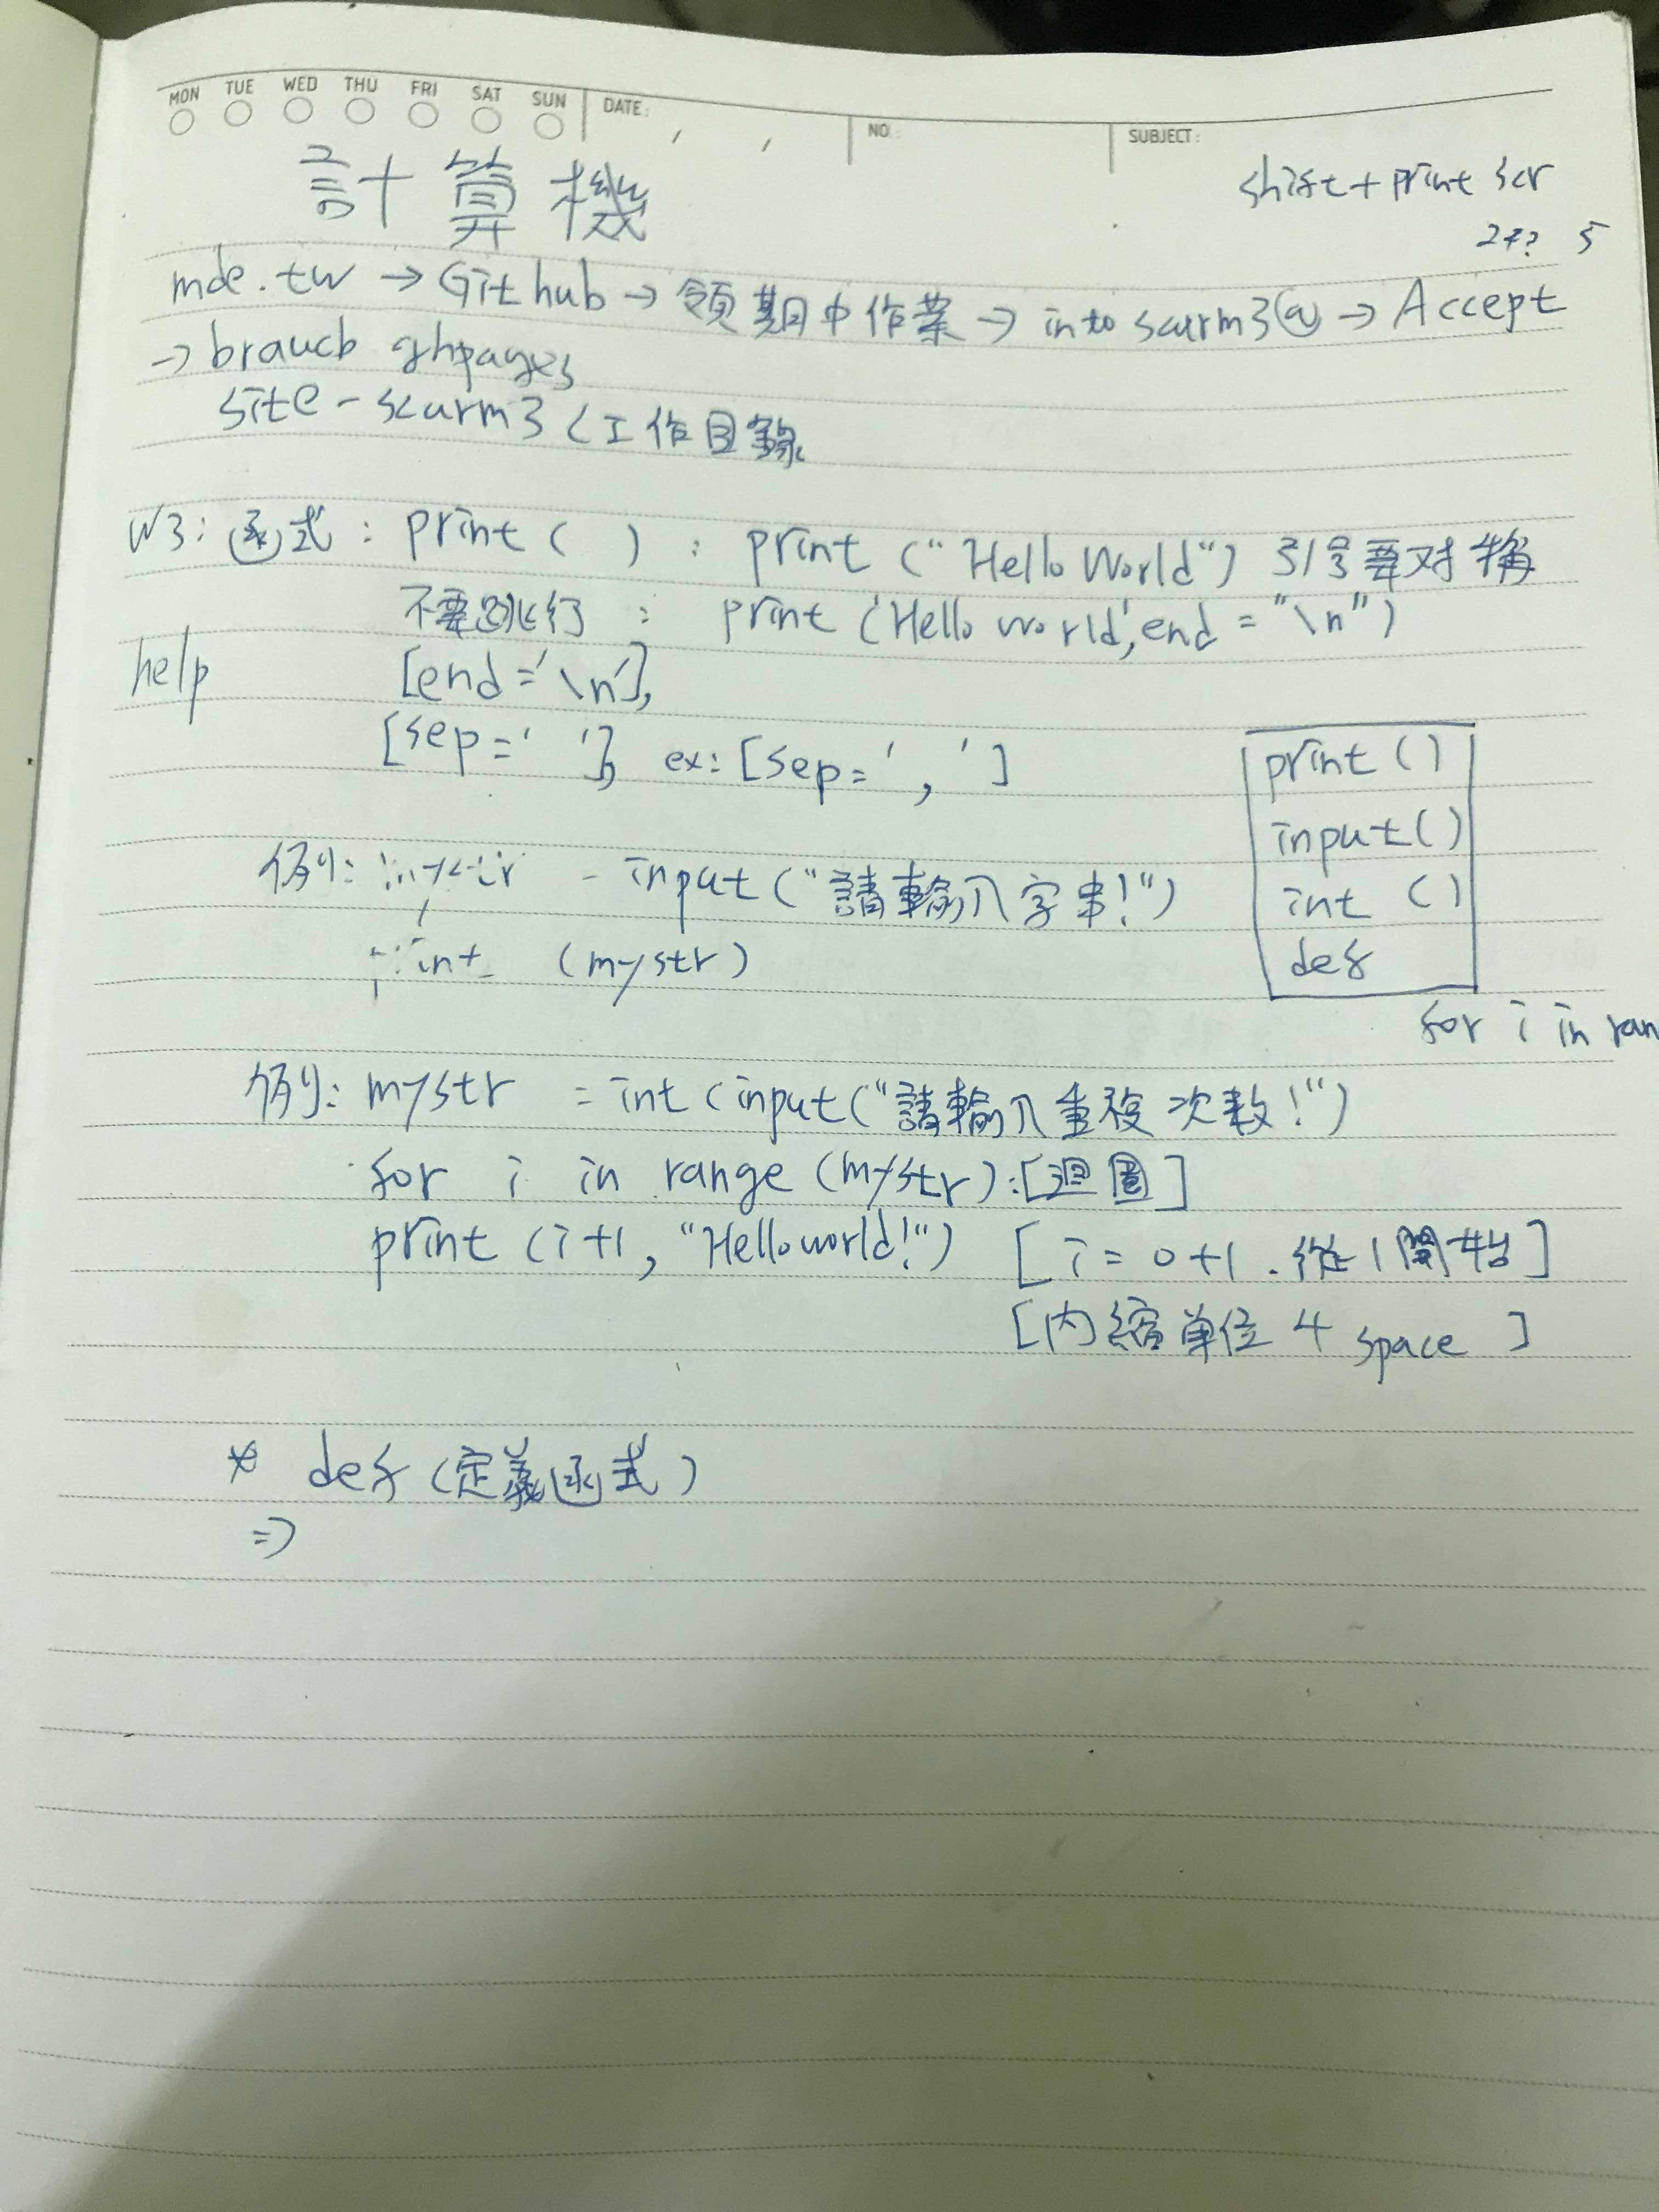 MON TUE WED THU FRI SAT SUN DATE: / / NO.: SUBJECT:
shift + print scr
計算機
mde.tw → Github → 領期中作業 → into scurm3@ → Accept
→ branch ghpages
site - scurm3 < 工作目錄
W3: 函式 : print ( ) : print ("Hello World") 引号要对稱
不要跳行 : print ('Hello world', end = "\n")
help [end='\n'],
[sep=' '], ex: [sep=' , ']
print ()
input ()
int ()
def
for i in ran
例: mystr = input ("請輸入字串!")
print (mystr)
例: mystr = int (input ("請輸入重複次数!")
for i in range (mystr): [迴圈]
print (i+1, "Hello world!") [i = 0+1 . 從1開始]
[内縮单位 4 space]
* def (定義函式)
=>